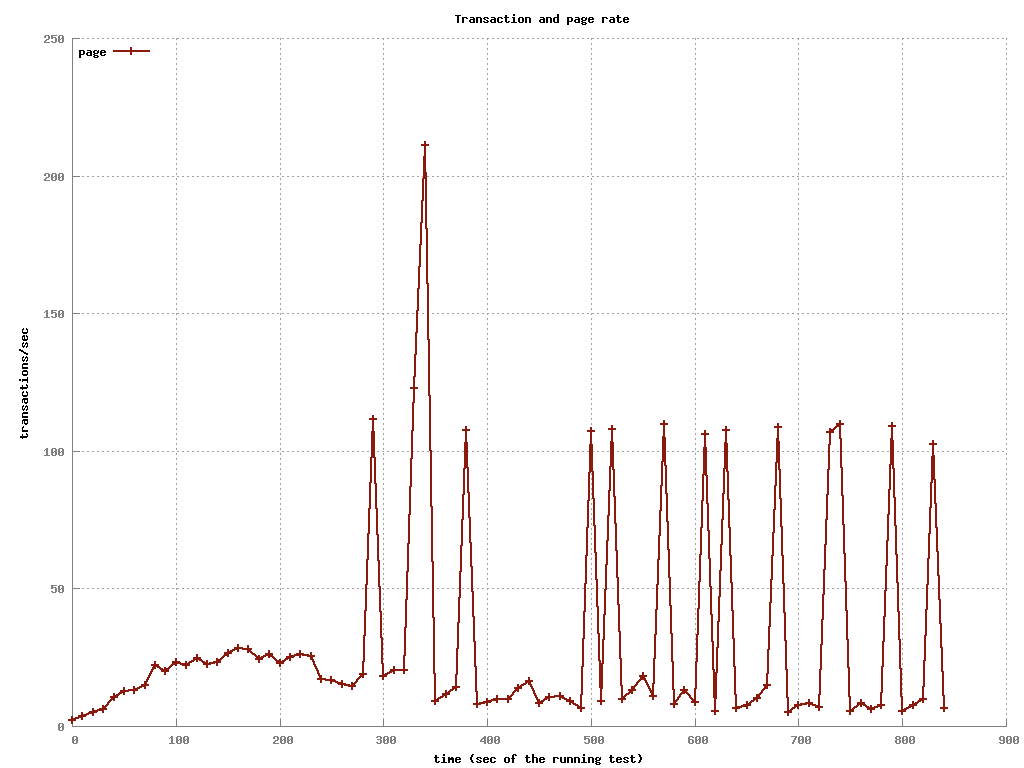 Transaction and page rate
250
page
200
150
transactions/sec
100
50
0
0 100 200 300 400 500 600 700 800 900
time (sec of the running test)